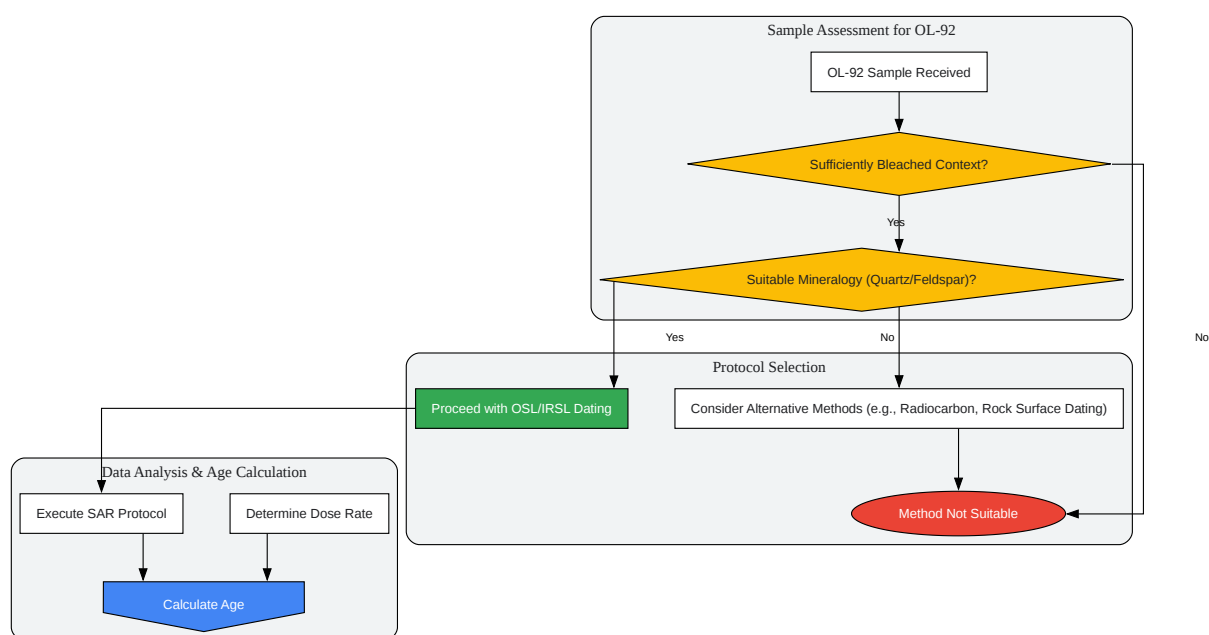 Sample Assessment for OL-92
OL-92 Sample Received
Sufficiently Bleached Context?
Yes
Suitable Mineralogy (Quartz/Feldspar)?
Yes
No
No
Protocol Selection
Proceed with OSL/IRSL Dating
Consider Alternative Methods (e.g., Radiocarbon, Rock Surface Dating)
Data Analysis & Age Calculation
Execute SAR Protocol
Determine Dose Rate
Method Not Suitable
Calculate Age